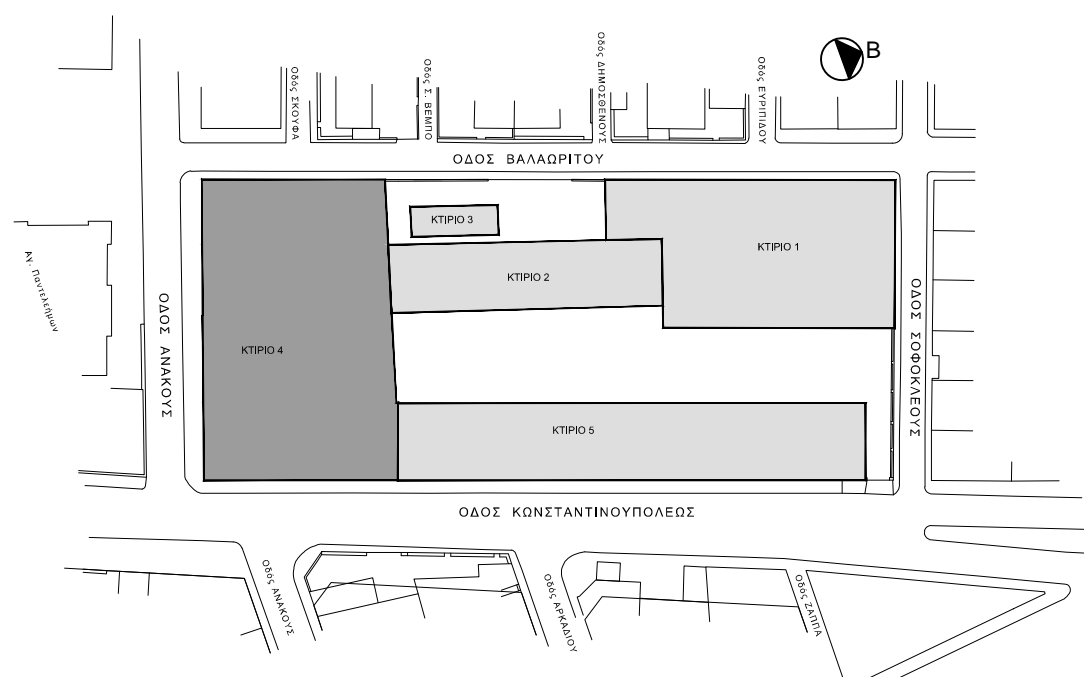 Οδός ΣΚΟΥΦΑ
Οδός Σ. ΒΕΜΠΟ
Οδός ΔΗΜΟΣΘΕΝΟΥΣ
Οδός ΕΥΡΙΠΙΔΟΥ
Β
ΟΔΟΣ ΒΑΛΑΩΡΙΤΟΥ
ΚΤΙΡΙΟ 3
ΚΤΙΡΙΟ 1
ΚΤΙΡΙΟ 2
Αγ. Παντελεήμων
ΟΔΟΣ ΑΝΑΚΟΥΣ
ΚΤΙΡΙΟ 4
ΟΔΟΣ ΣΟΦΟΚΛΕΟΥΣ
ΚΤΙΡΙΟ 5
ΟΔΟΣ ΚΩΝΣΤΑΝΤΙΝΟΥΠΟΛΕΩΣ
Οδός ΑΝΑΚΟΥΣ
Οδός ΑΡΚΑΔΙΟΥ
Οδός ΖΑΠΠΑ